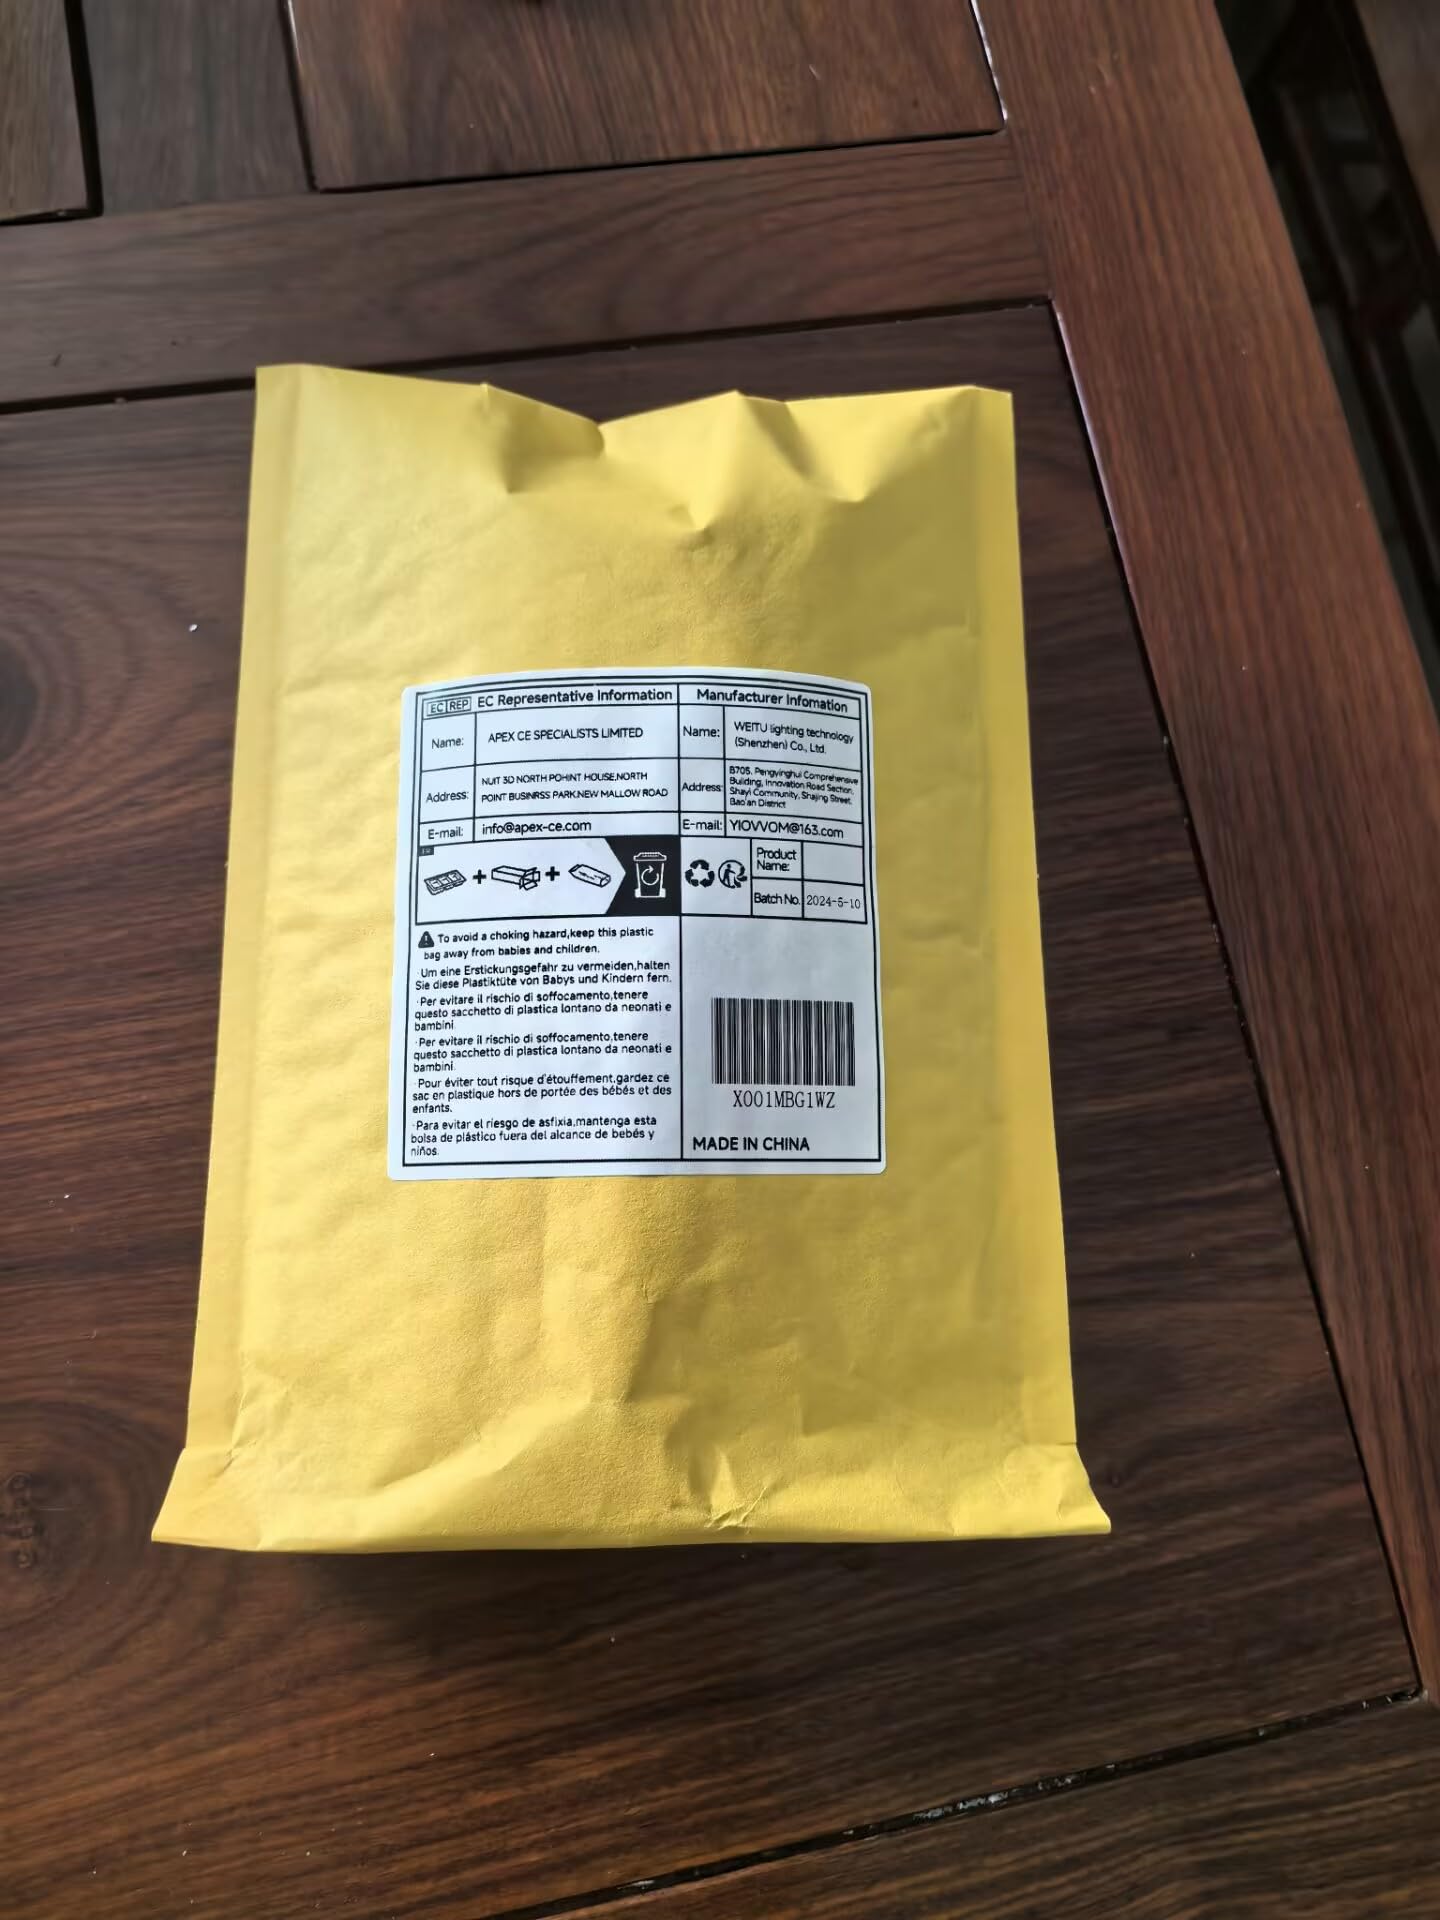 EC REP EC Representative Information
Name: APEX CE SPECIALISTS LIMITED
Address: NUIT 3D NORTH POHINT HOUSE,NORTH
POINT BUSINRSS PARK,NEW MALLOW ROAD
E-mail: info@apex-ce.com
Manufacturer Infomation
Name: WEITU lighting technology
(Shenzhen) Co., Ltd.
Address: B705, Pengyinghui Comprehensive
Building, Innovation Road Section,
Shayi Community, Shajing Street,
Bao'an District
E-mail: YIOVVOM@163.com
FR
+ +
Product
Name:
Batch No. 2024-5-10
To avoid a choking hazard,keep this plastic
bag away from babies and children.
·Um eine Erstickungsgefahr zu vermeiden,halten
Sie diese Plastiktüte von Babys und Kindern fern.
·Per evitare il rischio di soffocamento,tenere
questo sacchetto di plastica lontano da neonati e
bambini.
·Per evitare il rischio di soffocamento,tenere
questo sacchetto di plastica lontano da neonati e
bambini.
·Pour éviter tout risque d'étouffement,gardez ce
sac en plastique hors de portée des bébés et des
enfants.
·Para evitar el riesgo de asfixia,mantenga esta
bolsa de plástico fuera del alcance de bebés y
niños.
X001MBG1WZ
MADE IN CHINA